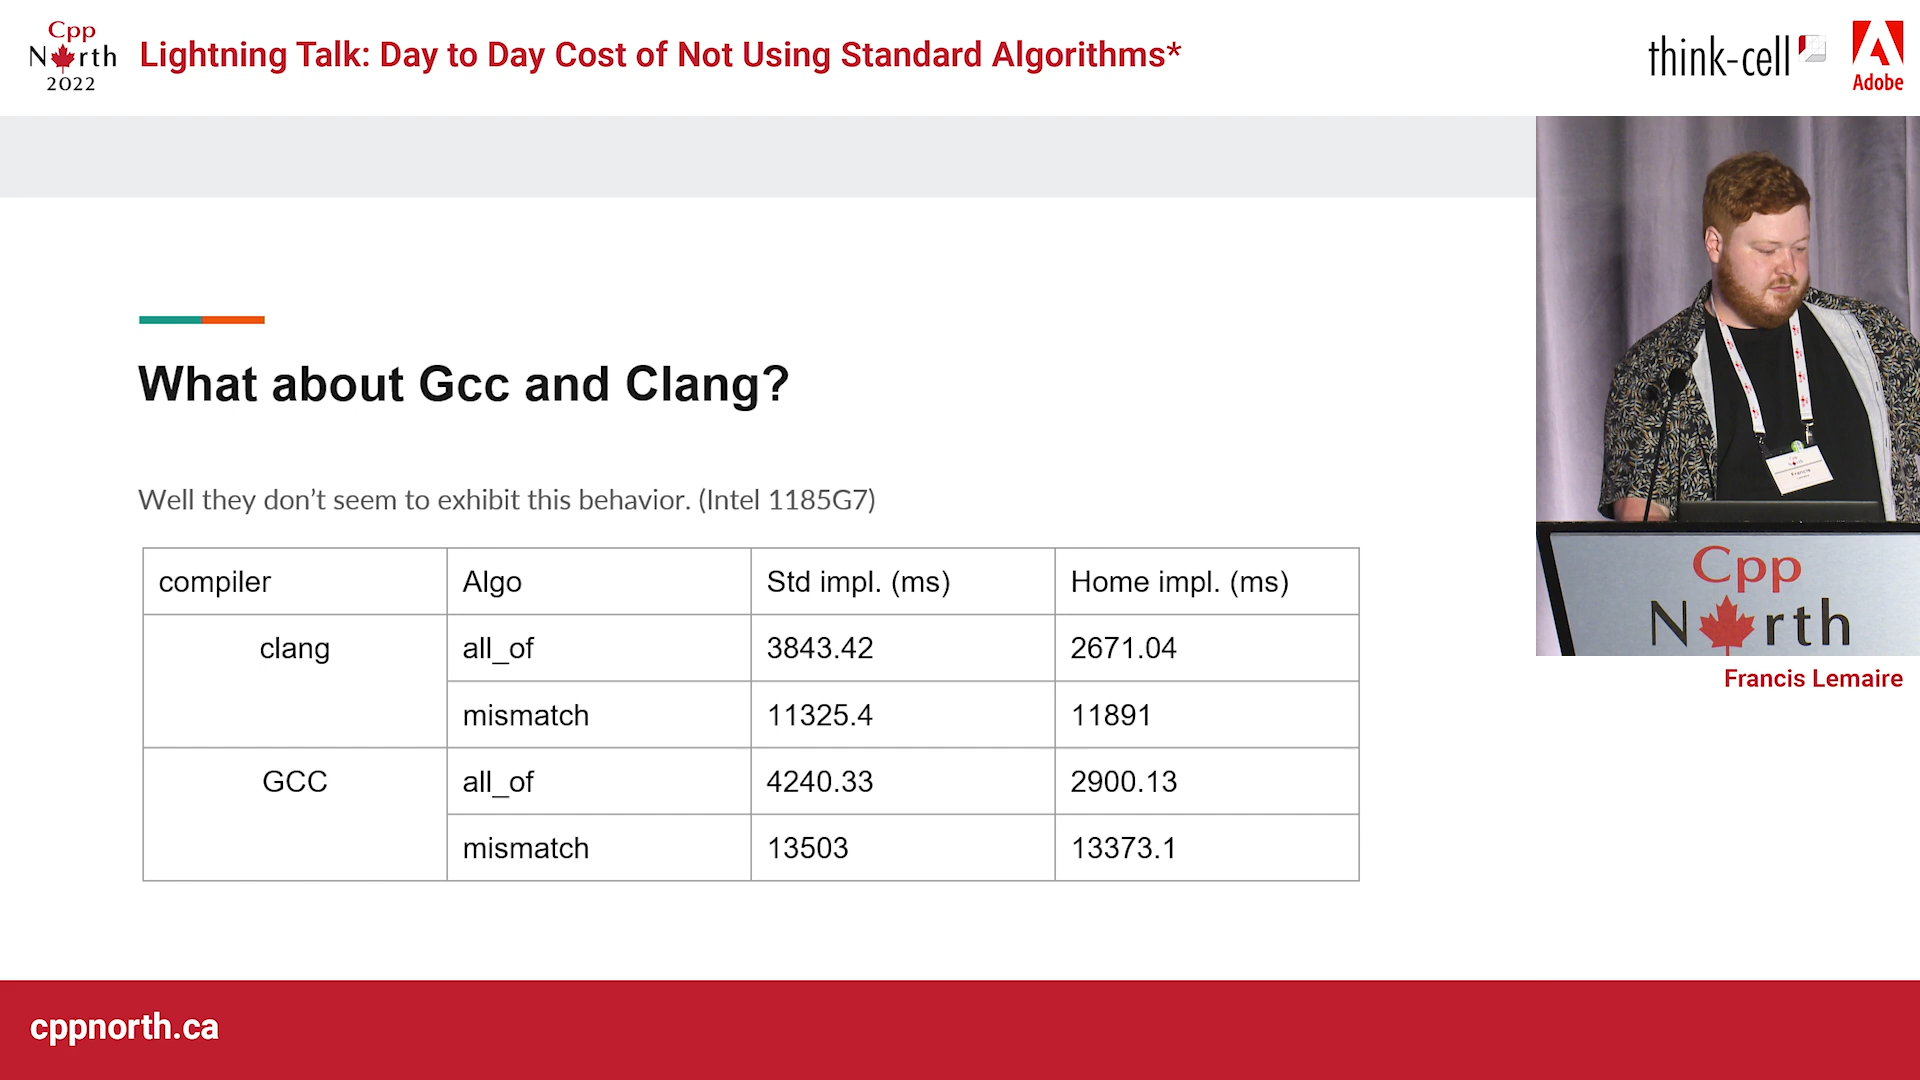 Cpp
North
2022
Lightning Talk: Day to Day Cost of Not Using Standard Algorithms*
think-cell
Adobe
What about Gcc and Clang?
Well they don't seem to exhibit this behavior. (Intel 1185G7)
compiler Algo Std impl. (ms) Home impl. (ms)
clang all_of 3843.42 2671.04
mismatch 11325.4 11891
GCC all_of 4240.33 2900.13
mismatch 13503 13373.1
Francis
Cpp
North
Francis Lemaire
cppnorth.ca